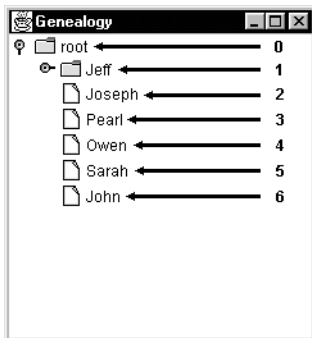 Genealogy
root 0
Jeff 1
Joseph 2
Pearl 3
Owen 4
Sarah 5
John 6